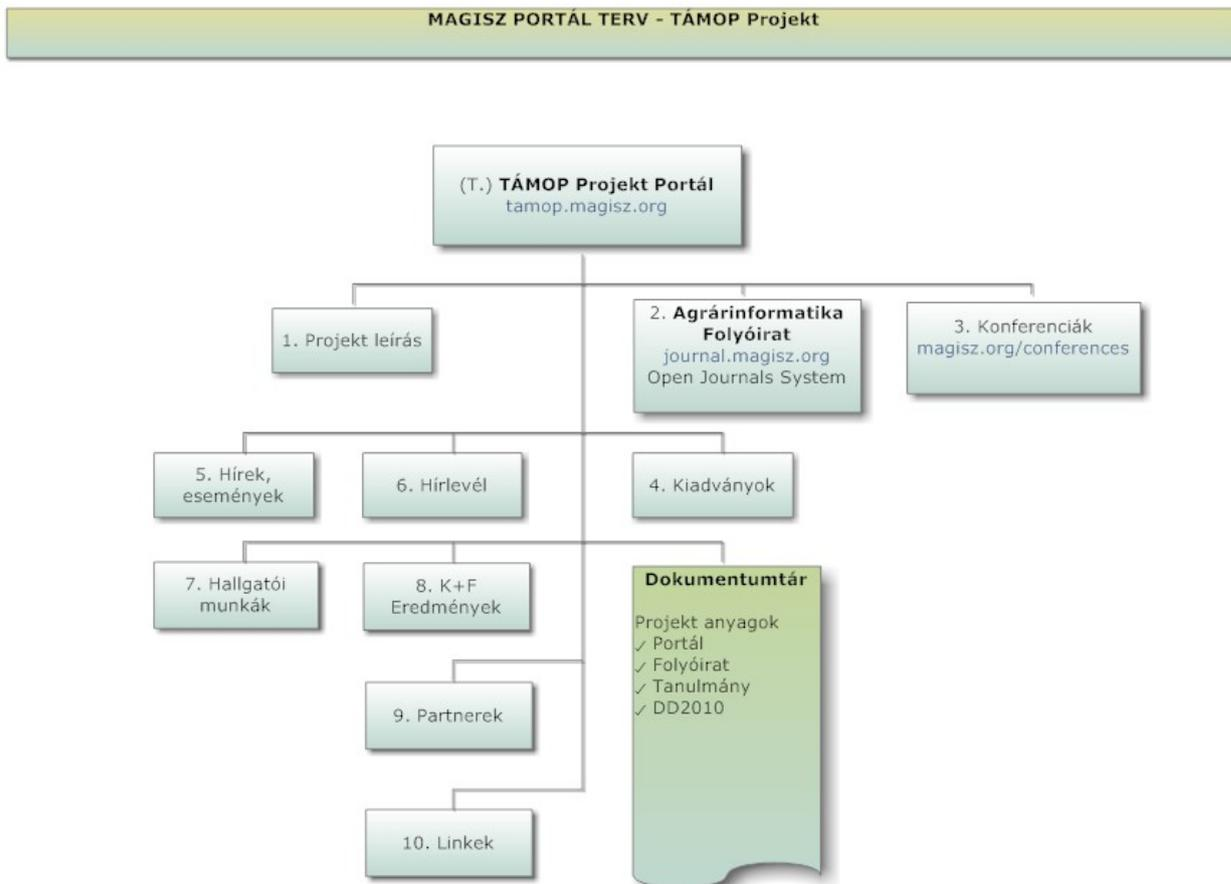 MAGISZ PORTÁL TERV - TÁMOP Projekt
(T.) TÁMOP Projekt Portál
tamop.magisz.org
1. Projekt leírás
2. Agrárinformatika
Folyóirat
journal.magisz.org
Open Journals System
3. Konferenciák
magisz.org/conferences
5. Hírek,
események
6. Hírlevél
4. Kiadványok
7. Hallgatói
munkák
8. K+F
Eredmények
Dokumentumtár
Projekt anyagok
✓ Portál
✓ Folyóirat
✓ Tanulmány
✓ DD2010
9. Partnerek
10. Linkek